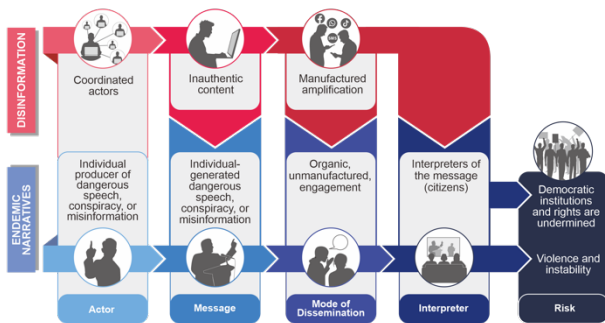 DISINFORMATION
Coordinated
actors
Inauthentic
content
Manufactured
amplification
ENDEMIC
NARRATIVES
Individual
producer of
dangerous
speech,
conspiracy, or
misinformation
Individual-
generated
dangerous
speech,
conspiracy, or
misinformation
Organic,
unmanufactured,
engagement
Interpreters
of the message
(citizens)
Democratic
institutions
and rights are
undermined
Violence and
instability
Actor
Message
Mode of
Dissemination
Interpreter
Risk